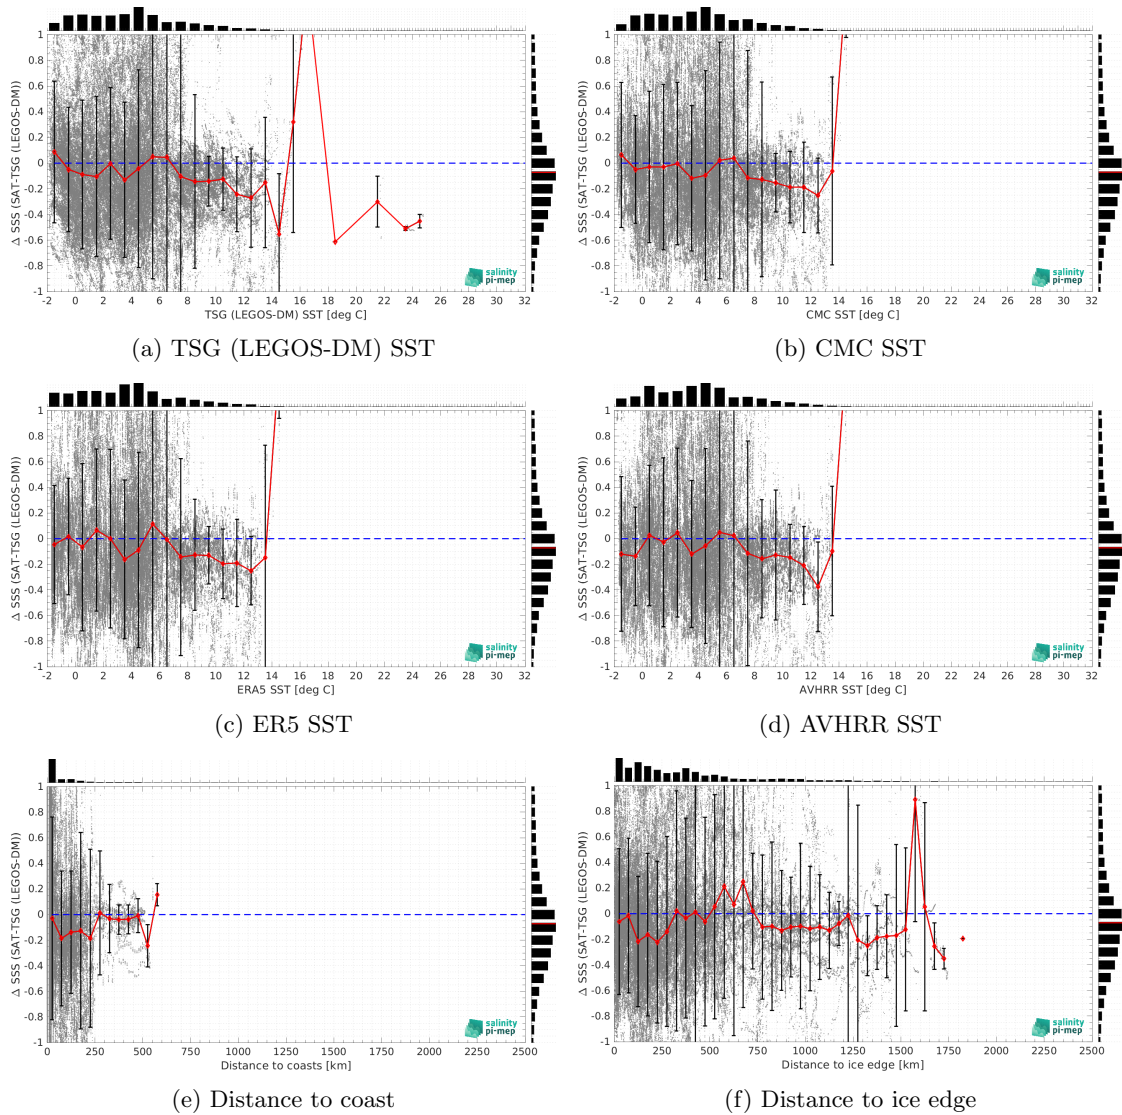 1
0.8
0.6
0.4
0.2
0
-0.2
-0.4
-0.6
-0.8
-1
Δ SSS (SAT-TSG (LEGOS-DM))
salinity
pi-mep
-2 0 2 4 6 8 10 12 14 16 18 20 22 24 26 28 30 32
TSG (LEGOS-DM) SST [deg C]
(a) TSG (LEGOS-DM) SST
1
0.8
0.6
0.4
0.2
0
-0.2
-0.4
-0.6
-0.8
-1
Δ SSS (SAT-TSG (LEGOS-DM))
salinity
pi-mep
-2 0 2 4 6 8 10 12 14 16 18 20 22 24 26 28 30 32
CMC SST [deg C]
(b) CMC SST
1
0.8
0.6
0.4
0.2
0
-0.2
-0.4
-0.6
-0.8
-1
Δ SSS (SAT-TSG (LEGOS-DM))
salinity
pi-mep
-2 0 2 4 6 8 10 12 14 16 18 20 22 24 26 28 30 32
ERA5 SST [deg C]
(c) ER5 SST
1
0.8
0.6
0.4
0.2
0
-0.2
-0.4
-0.6
-0.8
-1
Δ SSS (SAT-TSG (LEGOS-DM))
salinity
pi-mep
-2 0 2 4 6 8 10 12 14 16 18 20 22 24 26 28 30 32
AVHRR SST [deg C]
(d) AVHRR SST
1
0.8
0.6
0.4
0.2
0
-0.2
-0.4
-0.6
-0.8
-1
Δ SSS (SAT-TSG (LEGOS-DM))
salinity
pi-mep
0 250 500 750 1000 1250 1500 1750 2000 2250 2500
Distance to coasts [km]
(e) Distance to coast
1
0.8
0.6
0.4
0.2
0
-0.2
-0.4
-0.6
-0.8
-1
Δ SSS (SAT-TSG (LEGOS-DM))
salinity
pi-mep
0 250 500 750 1000 1250 1500 1750 2000 2250 2500
Distance to ice edge [km]
(f) Distance to ice edge